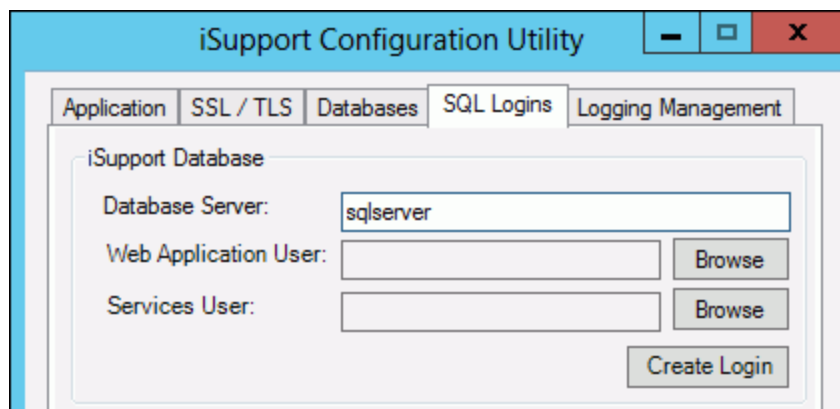 iSupport Configuration Utility
Application SSL / TLS Databases SQL Logins Logging Management
iSupport Database
Database Server: sqlserver
Web Application User: Browse
Services User: Browse
Create Login